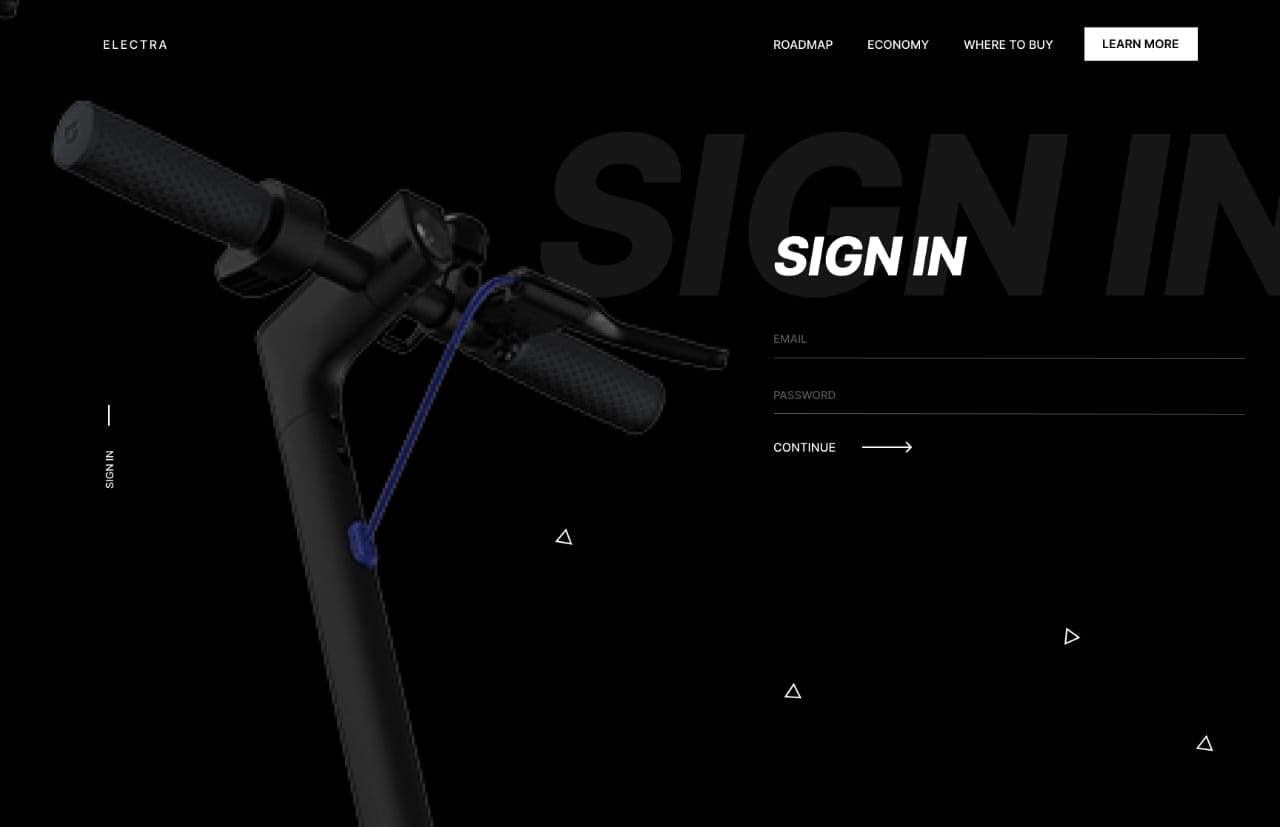 ELECTRA
ROADMAP
ECONOMY
WHERE TO BUY
LEARN MORE
SIGN IN
SIGN IN
EMAIL
PASSWORD
CONTINUE
SIGN IN